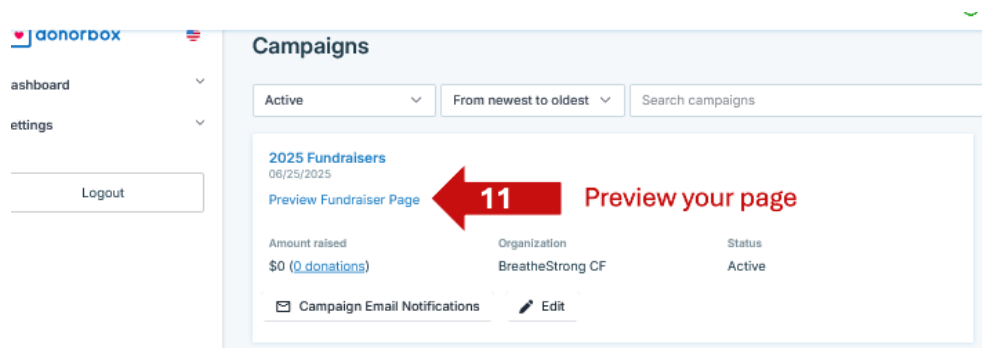 donorbox
Campaigns
ashboard
ettings
Logout
Active
From newest to oldest
Search campaigns
2025 Fundraisers
06/25/2025
Preview Fundraiser Page
11
Preview your page
Amount raised
Organization
Status
$0 (0 donations)
BreatheStrong CF
Active
Campaign Email Notifications
Edit